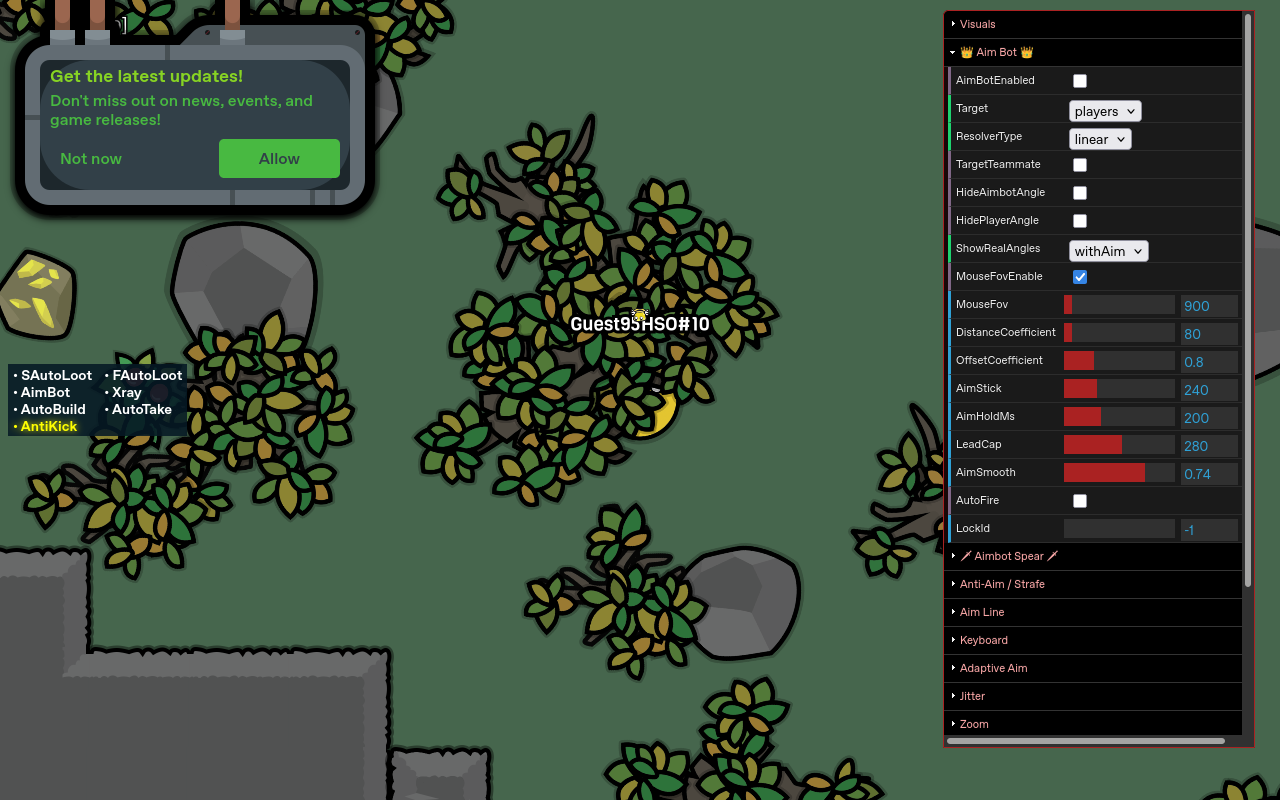 ]
Get the latest updates!
Don't miss out on news, events, and
game releases!
Not now
Allow
• SAutoLoot • FAutoLoot
• AimBot • Xray
• AutoBuild • AutoTake
• AntiKick
Guest95HSO#10
Visuals
👑 Aim Bot 👑
AimBotEnabled
Target players
ResolverType linear
TargetTeammate
HideAimbotAngle
HidePlayerAngle
ShowRealAngles withAim
MouseFovEnable
MouseFov 900
DistanceCoefficient 80
OffsetCoefficient 0.8
AimStick 240
AimHoldMs 200
LeadCap 280
AimSmooth 0.74
AutoFire
LockId -1
🗡 Aimbot Spear 🗡
Anti-Aim / Strafe
Aim Line
Keyboard
Adaptive Aim
Jitter
Zoom